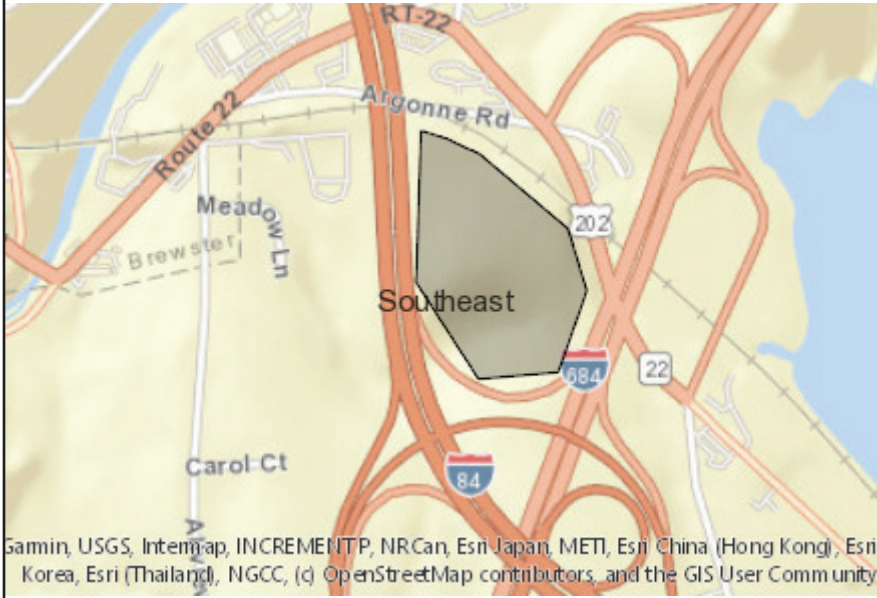 RT-22
Argonne Rd
Route 22
202
Meadow Ln
Brewster
Southeast
684
22
Carol Ct
84
Garmin, USGS, Intermap, INCREMENT P, NRCan, Esri Japan, METI, Esri China (Hong Kong), Esri
Korea, Esri (Thailand), NGCC, (c) OpenStreetMap contributors, and the GIS User Community